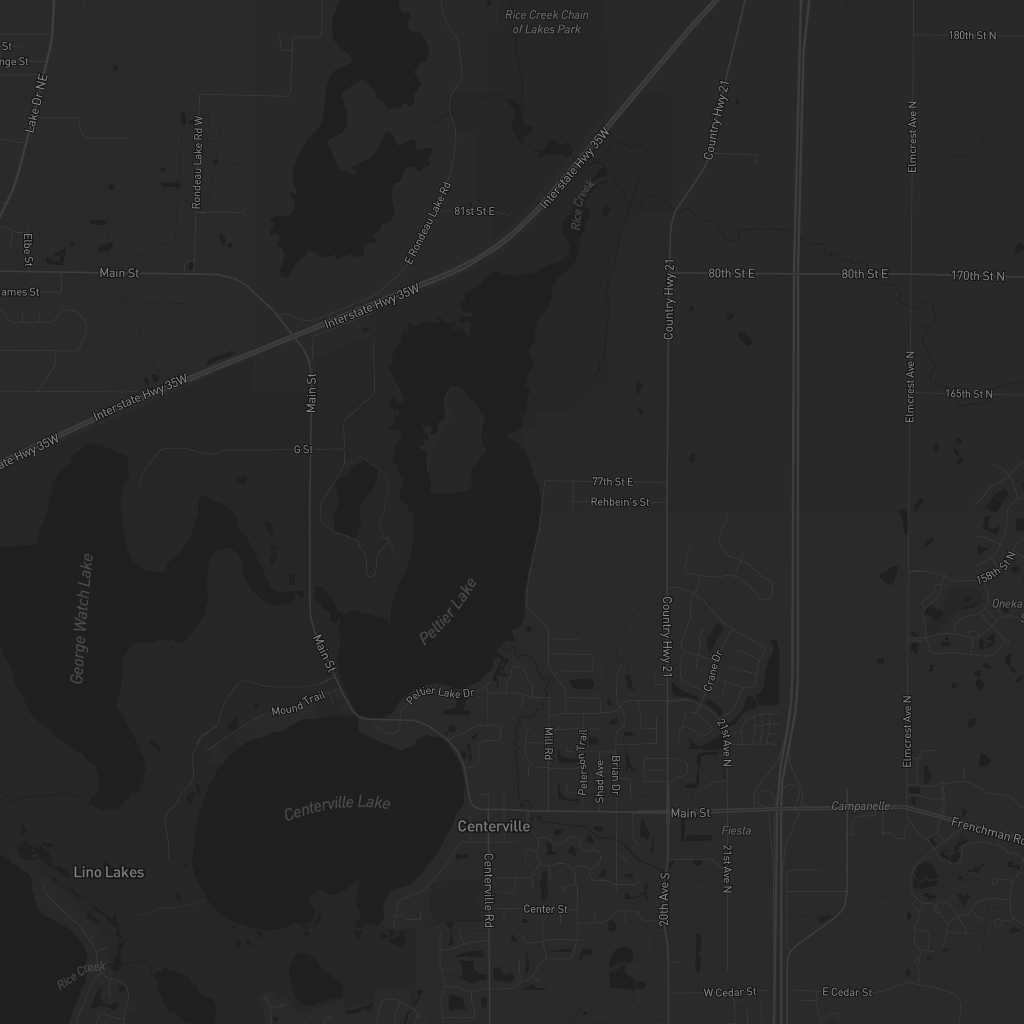 Rice Creek Chain
of Lakes Park
180th St N
St
nge St
Lake Dr NE
Country Hwy 21
Elmcrest Ave N
Rondeau Lake Rd W
Interstate Hwy 35W
Rice Creek
E Rondeau Lake Rd
81st St E
Elbe St
Main St
80th St E
80th St E
170th St N
ames St
Interstate Hwy 35W
Country Hwy 21
Interstate Hwy 35W
Main St
Elmcrest Ave N
165th St N
ate Hwy 35W
G St
77th St E
Rehbein's St
158th St N
George Watch Lake
Peltier Lake
Oneka
S
Country Hwy 21
Main St
Crane Dr
Mound Trail
Peltier Lake Dr
Mill Rd
Peterson Trail
Shad Ave
Brian Dr
21st Ave N
Elmcrest Ave N
Centerville Lake
Main St
Campanelle
Centerville
Fiesta
Frenchman Ro
Lino Lakes
Centerville Rd
20th Ave S
21st Ave N
Center St
Rice Creek
W Cedar St
E Cedar St